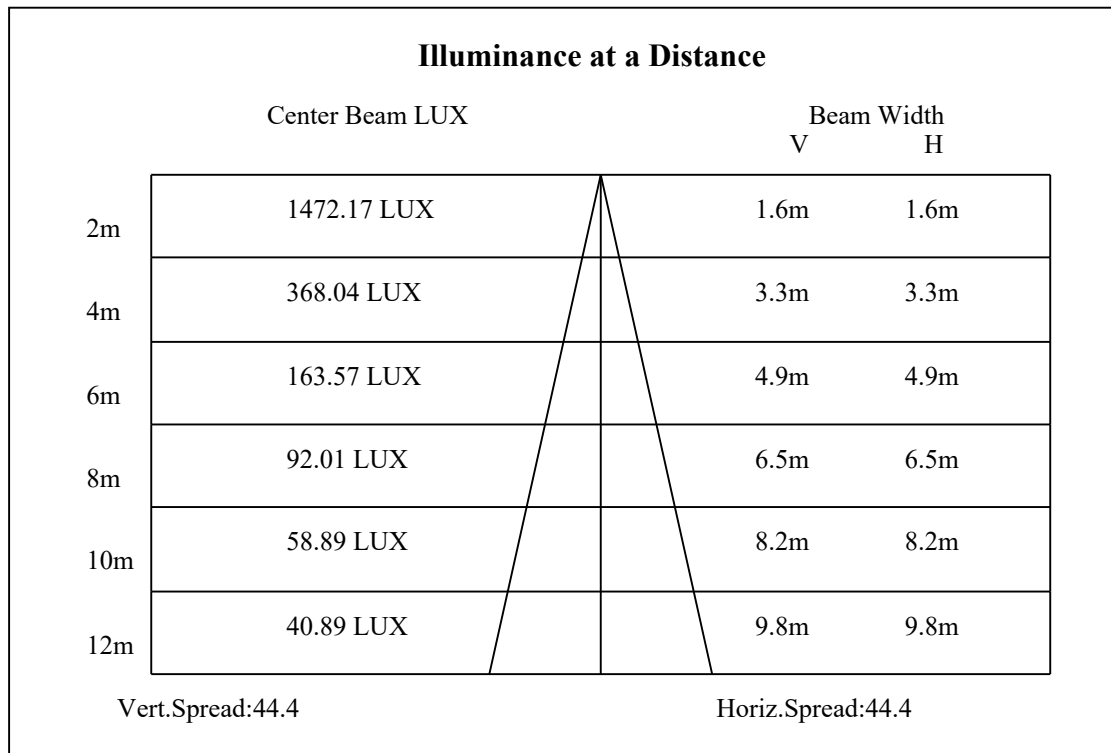 Illuminance at a Distance
Center Beam LUX Beam Width
V H
2m 1472.17 LUX 1.6m 1.6m
4m 368.04 LUX 3.3m 3.3m
6m 163.57 LUX 4.9m 4.9m
8m 92.01 LUX 6.5m 6.5m
10m 58.89 LUX 8.2m 8.2m
12m 40.89 LUX 9.8m 9.8m
Vert.Spread:44.4 Horiz.Spread:44.4